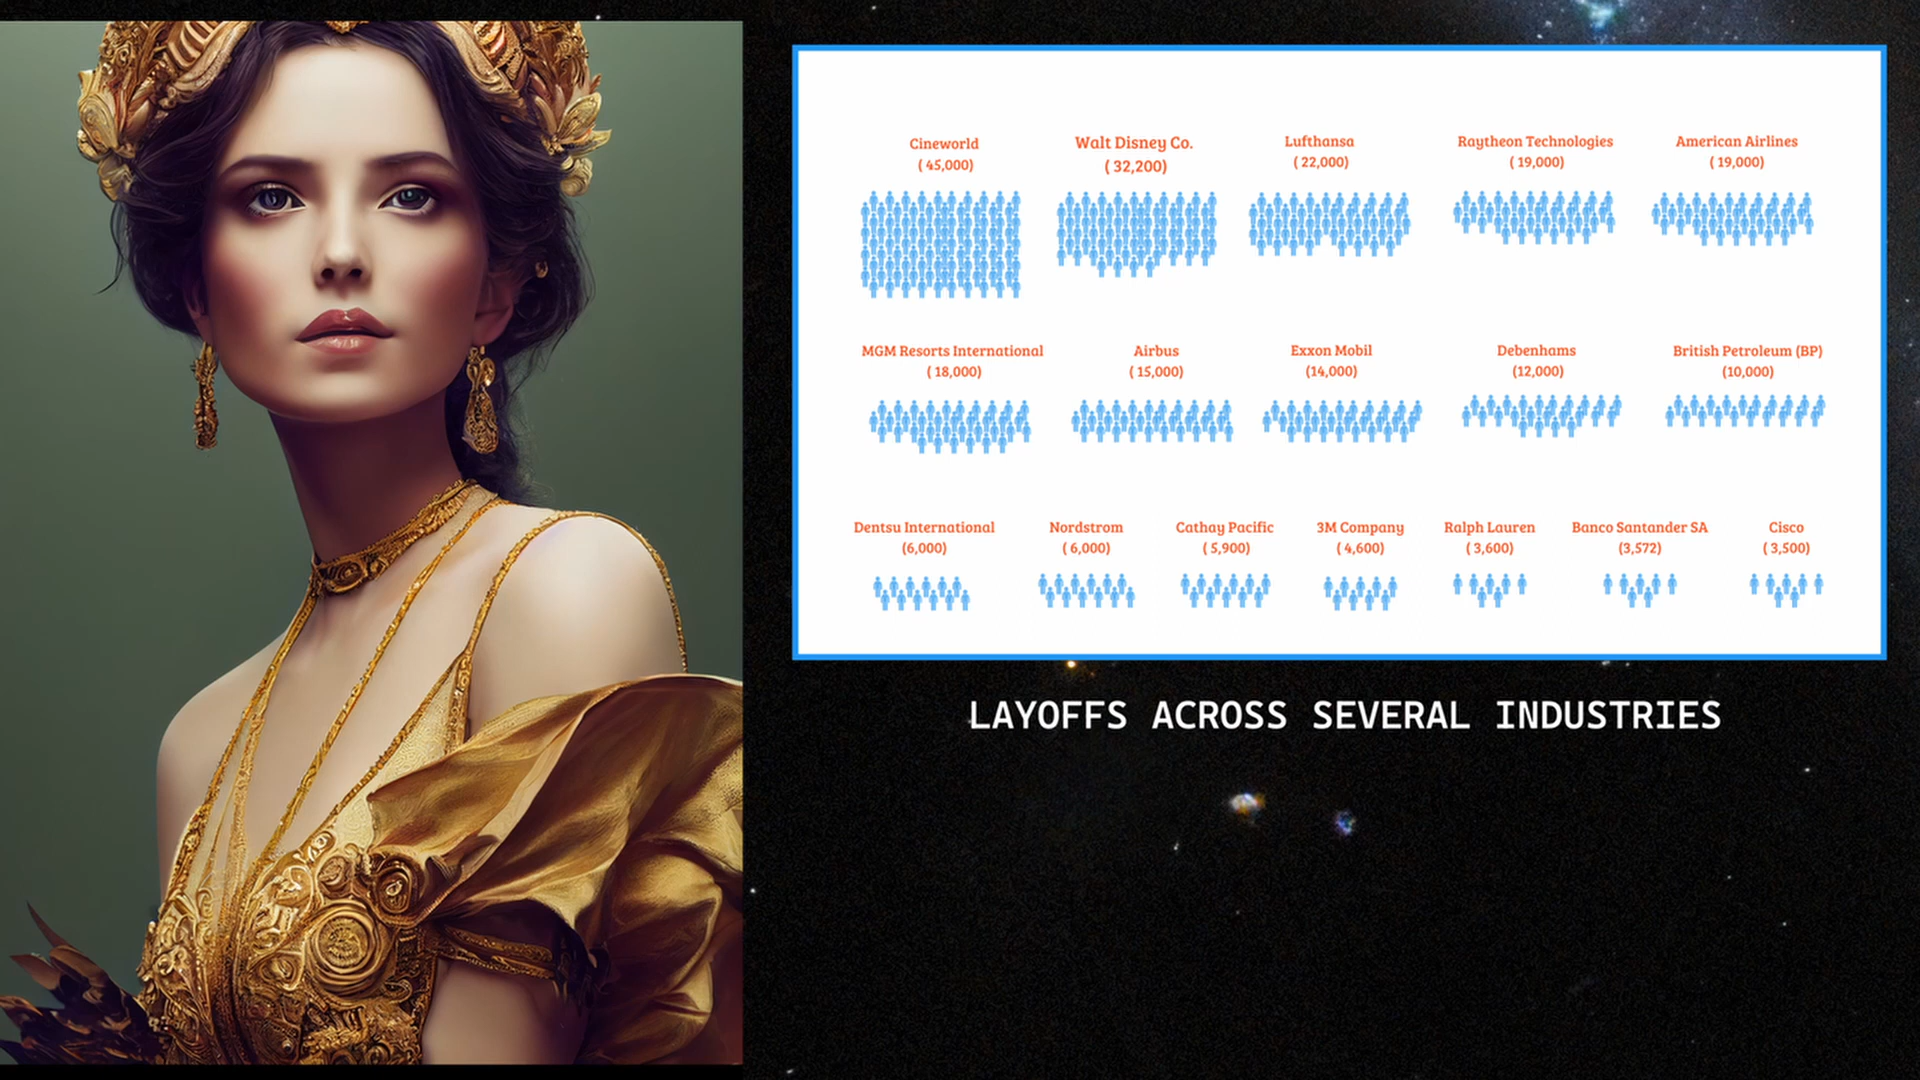 Cineworld
( 45,000)
Walt Disney Co.
( 32,200)
Lufthansa
( 22,000)
Raytheon Technologies
( 19,000)
American Airlines
( 19,000)
MGM Resorts International
( 18,000)
Airbus
( 15,000)
Exxon Mobil
(14,000)
Debenhams
(12,000)
British Petroleum (BP)
(10,000)
Dentsu International
(6,000)
Nordstrom
( 6,000)
Cathay Pacific
( 5,900)
3M Company
( 4,600)
Ralph Lauren
( 3,600)
Banco Santander SA
(3,572)
Cisco
( 3,500)
LAYOFFS ACROSS SEVERAL INDUSTRIES